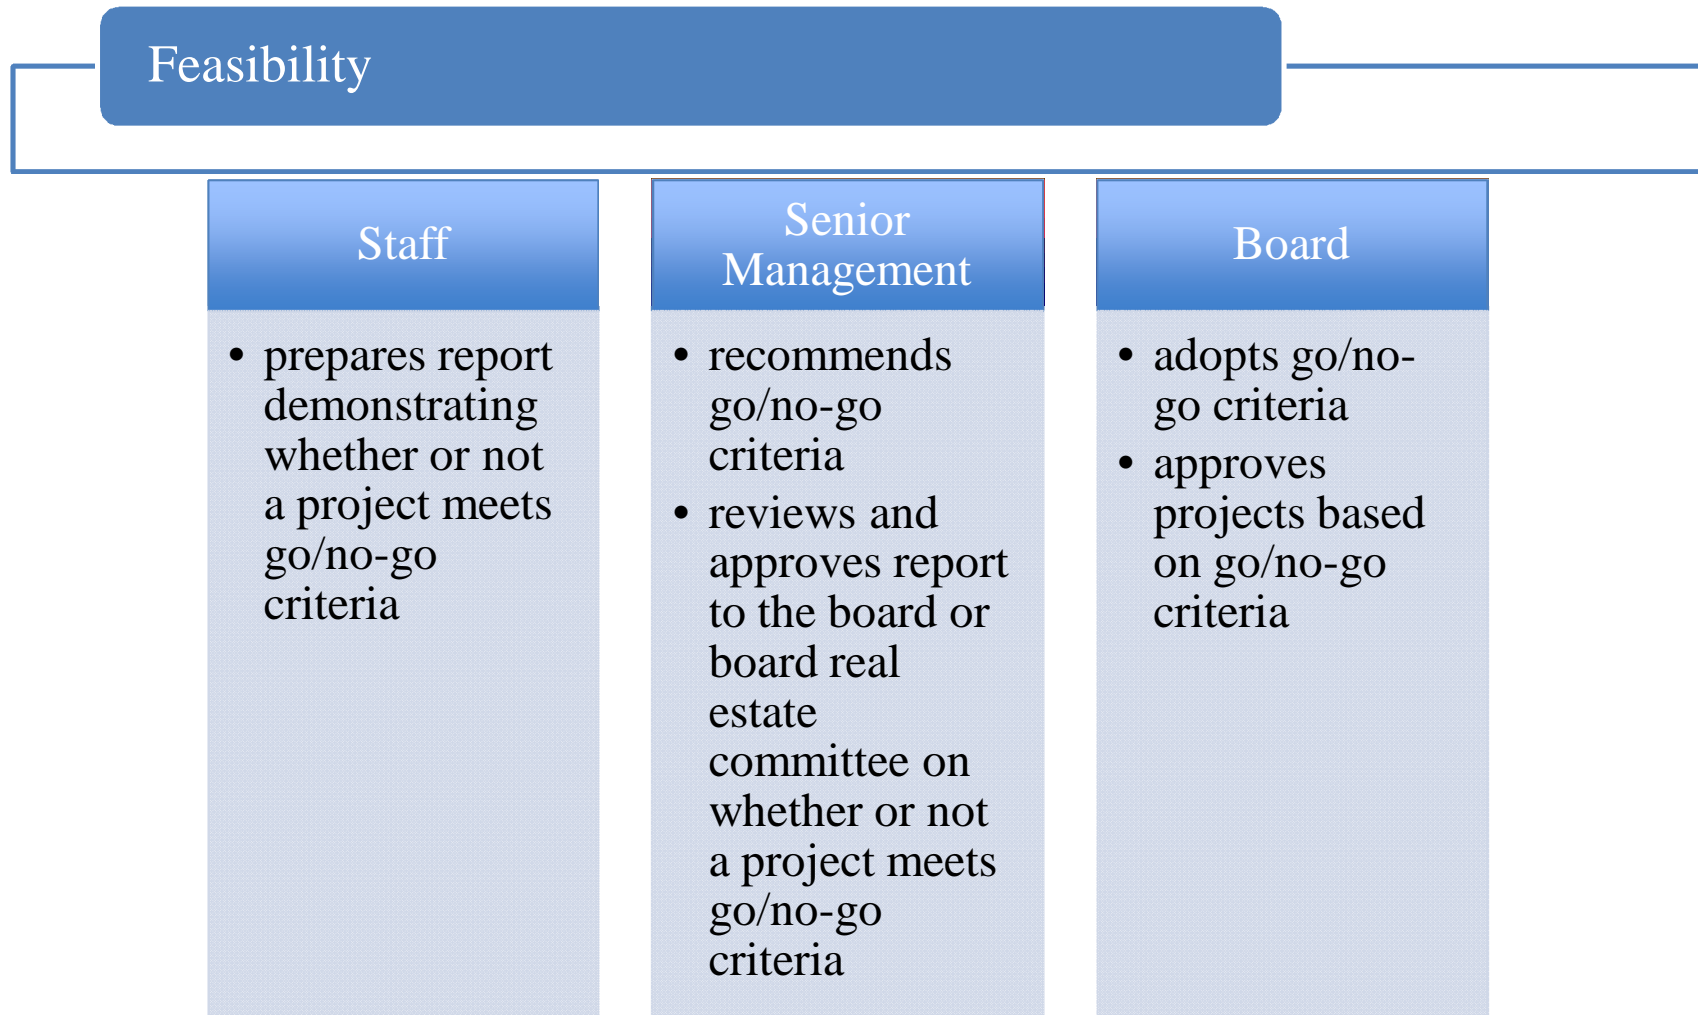 Feasibility
Staff
• prepares report
demonstrating
whether or not
a project meets
go/no-go
criteria
Senior
Management
• recommends
go/no-go
criteria
• reviews and
approves report
to the board or
board real
estate
committee on
whether or not
a project meets
go/no-go
criteria
Board
• adopts go/no-
go criteria
• approves
projects based
on go/no-go
criteria